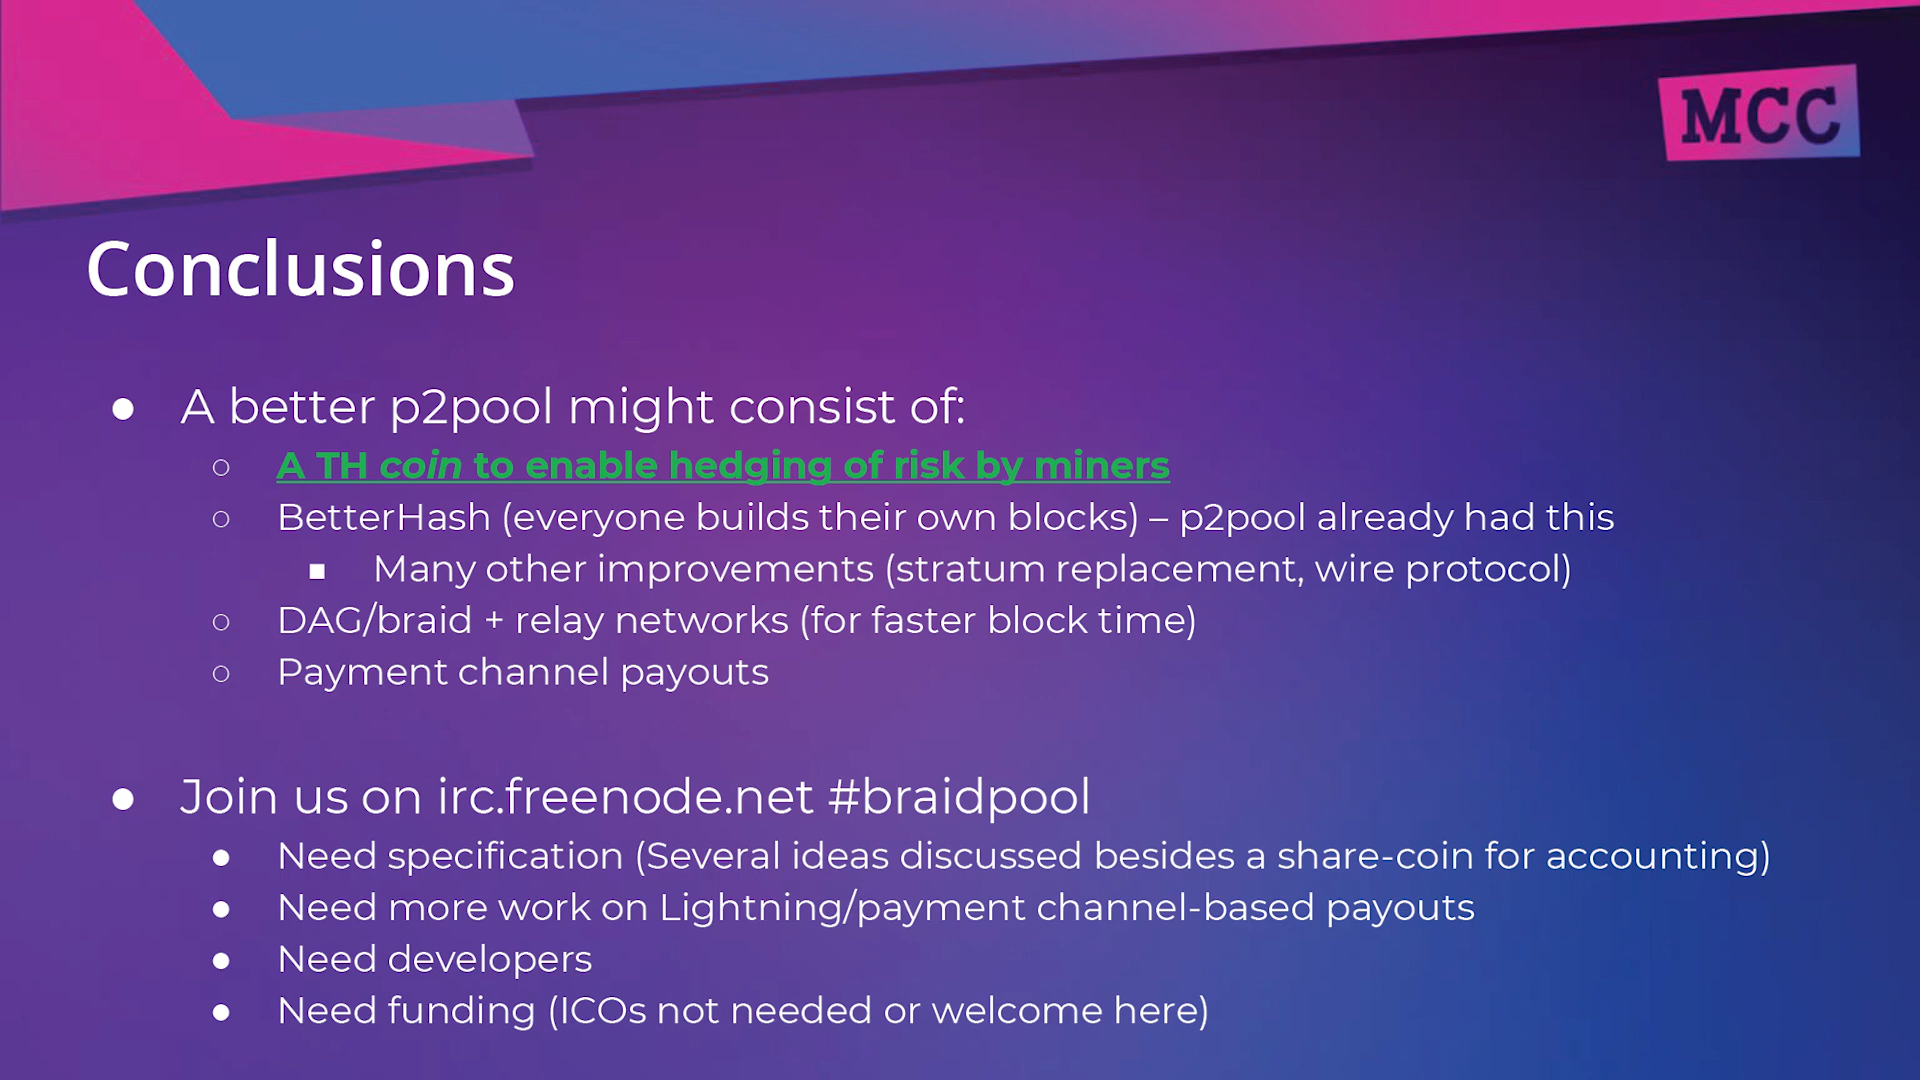 MCC
Conclusions
● A better p2pool might consist of:
○ A TH coin to enable hedging of risk by miners
○ BetterHash (everyone builds their own blocks) – p2pool already had this
■ Many other improvements (stratum replacement, wire protocol)
○ DAG/braid + relay networks (for faster block time)
○ Payment channel payouts
● Join us on irc.freenode.net #braidpool
● Need specification (Several ideas discussed besides a share-coin for accounting)
● Need more work on Lightning/payment channel-based payouts
● Need developers
● Need funding (ICOs not needed or welcome here)